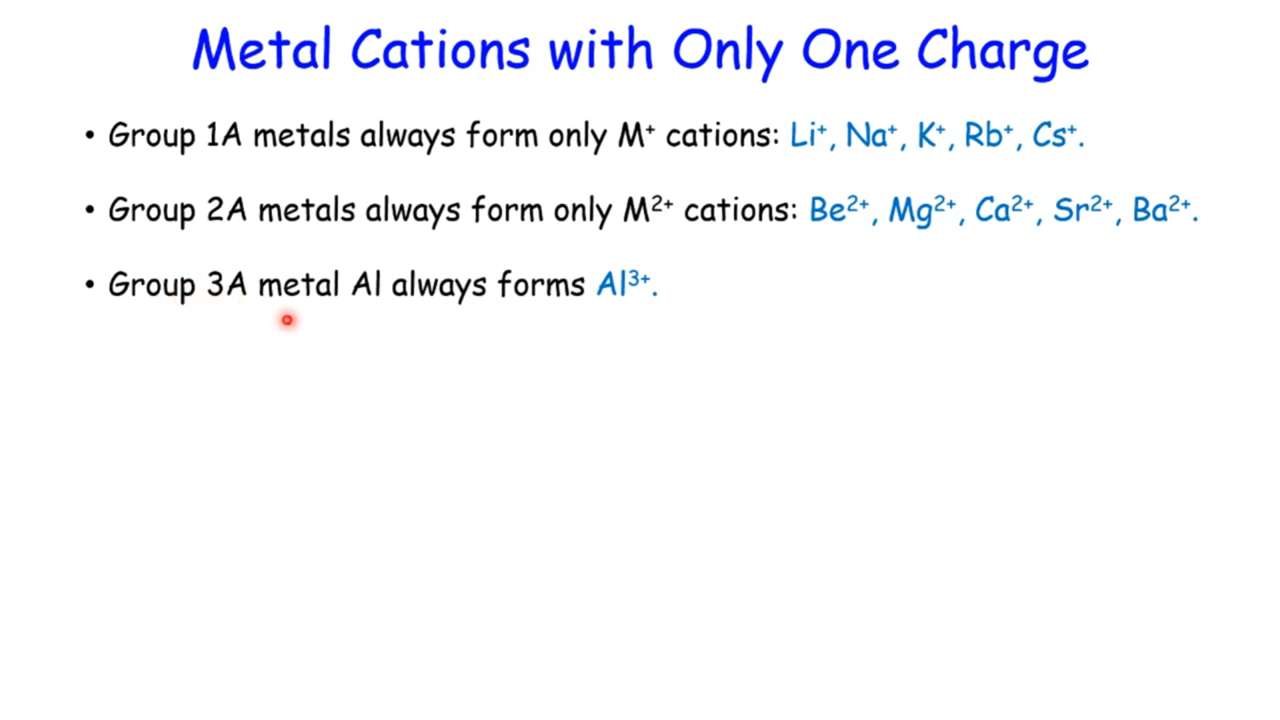 Metal Cations with Only One Charge
• Group 1A metals always form only M⁺ cations: Li⁺, Na⁺, K⁺, Rb⁺, Cs⁺.
• Group 2A metals always form only M²⁺ cations: Be²⁺, Mg²⁺, Ca²⁺, Sr²⁺, Ba²⁺.
• Group 3A metal Al always forms Al³⁺.